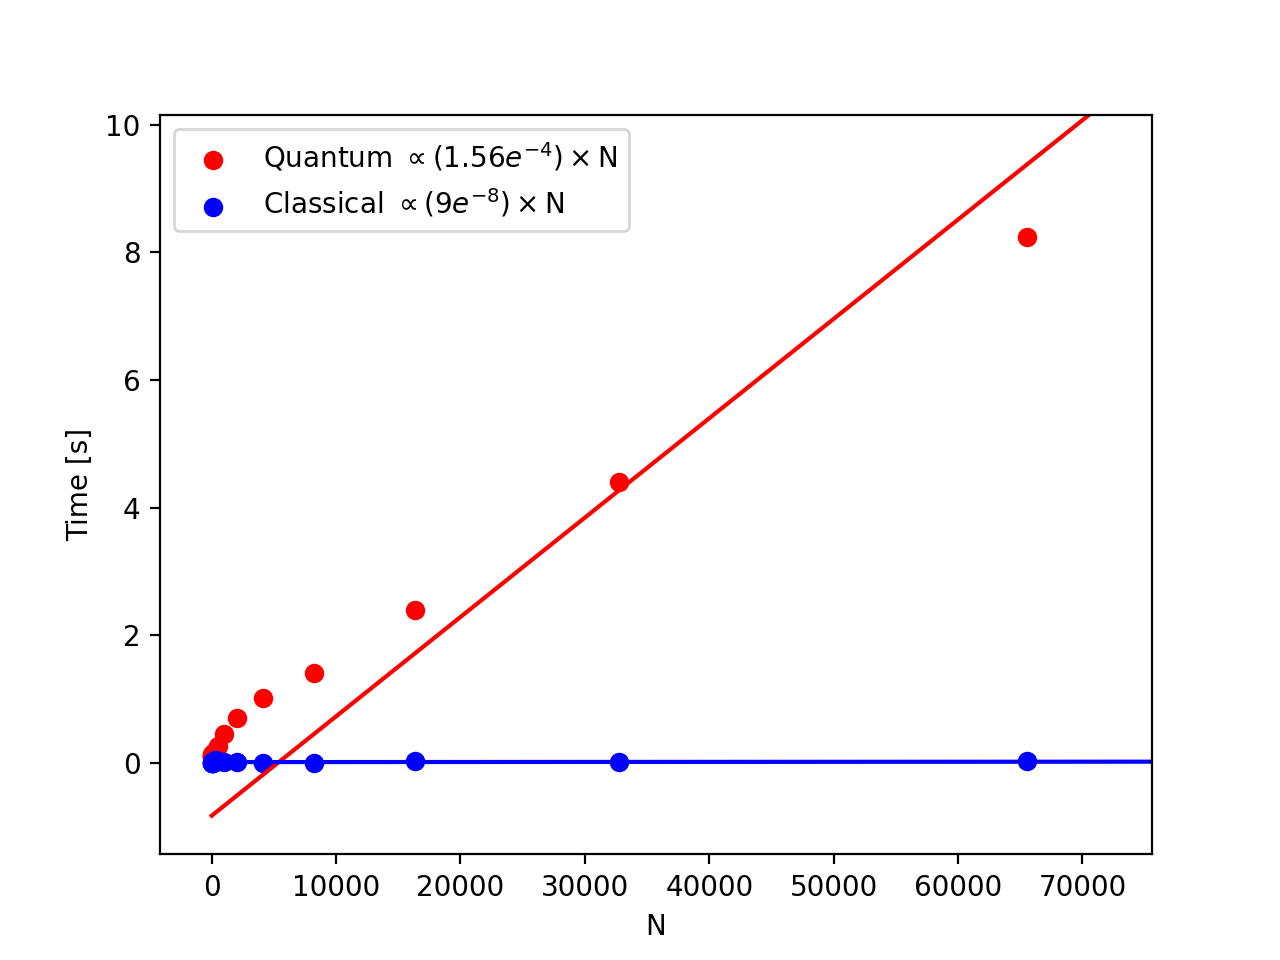 Quantum ∝ (1.56e⁻⁴) × N
Classical ∝ (9e⁻⁸) × N
10
8
6
4
2
0
Time [s]
0 10000 20000 30000 40000 50000 60000 70000
N